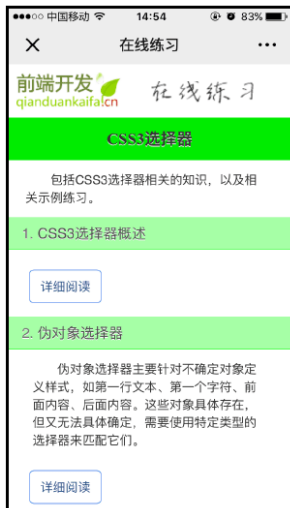 中国移动 14:54 83%
在线练习
前端开发
qianduankaifa.cn
在线练习
CSS3选择器
包括CSS3选择器相关的知识，以及相
关示例练习。
1. CSS3选择器概述
详细阅读
2. 伪对象选择器
伪对象选择器主要针对不确定对象定
义样式，如第一行文本、第一个字符、前
面内容、后面内容。这些对象具体存在，
但又无法具体确定，需要使用特定类型的
选择器来匹配它们。
详细阅读